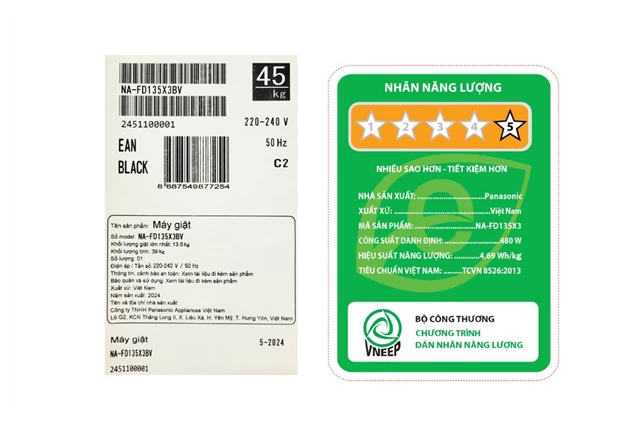 45
kg
NA-FD135X3BV
2451100001
220-240 V
50 Hz
EAN
BLACK
C2
8 887549 877254
Tên sản phẩm: Máy giặt
Số model: NA-FD135X3BV
Khối lượng giặt lớn nhất: 13.5kg
Khối lượng tịnh: 39 kg
Số lượng: 01
Điện áp / Tần số: 220-240 V / 50 Hz
Thông tin, cảnh báo an toàn: Xem tài liệu đi kèm sản phẩm
Bảo quản và sử dụng: Xem tài liệu đi kèm sản phẩm
Xuất xứ: Việt Nam
Năm sản xuất: 2024
Tên và địa chỉ nhà sản xuất:
Công ty TNHH Panasonic Appliances Việt Nam
Lô G2, KCN Thăng Long II, X. Liêu Xá, H. Yên Mỹ, T. Hưng Yên, Việt Nam
Máy giặt
5-2024
NA-FD135X3BV
2451100001
NHÃN NĂNG LƯỢNG
1 2 3 4 5
NHIỀU SAO HƠN - TIẾT KIỆM HƠN
NHÀ SẢN XUẤT: Panasonic
XUẤT XỨ: Việt Nam
MÃ SẢN PHẨM: NA-FD135X3
CÔNG SUẤT DANH ĐỊNH: 480 W
HIỆU SUẤT NĂNG LƯỢNG: 4.69 Wh/kg
TIÊU CHUẨN VIỆT NAM: TCVN 8526:2013
BỘ CÔNG THƯƠNG
CHƯƠNG TRÌNH
DÁN NHÃN NĂNG LƯỢNG
VNEEP